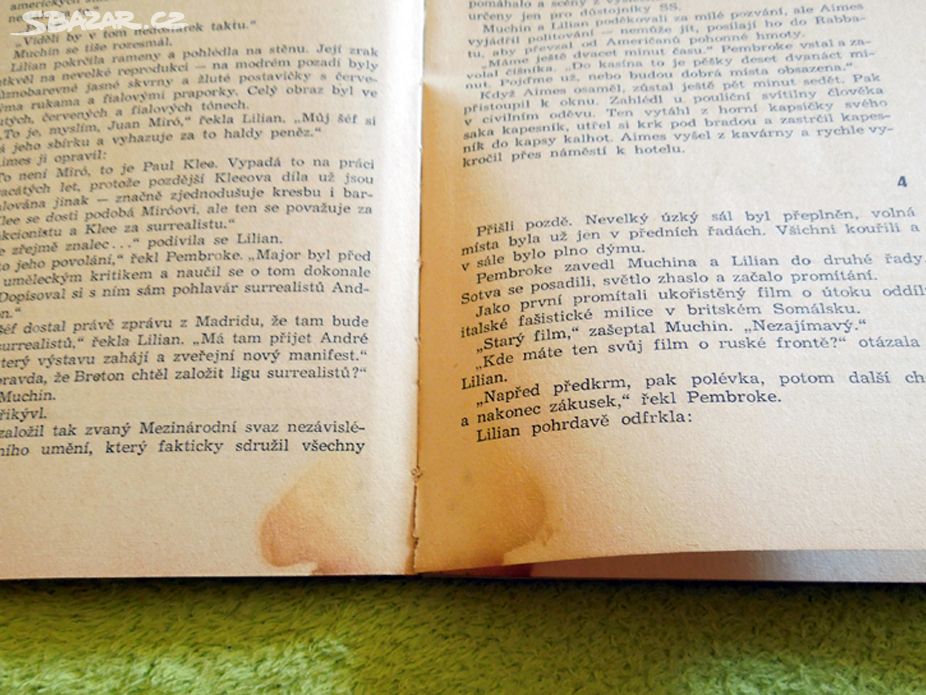 SBAZAR.CZ
amerických
„Viděli by v tom nedostatek taktu.“
Muchin se tiše rozesmál.
Lilian pokrčila rameny a pohlédla na stěnu. Její zrak
utkvěl na nevelké reprodukci — na modrém pozadí byly
různobarevné jasné skvrny a žluté postavičky s červe-
nýma rukama a fialovými praporky. Celý obraz byl ve
žlutých, červených a fialových tónech.
„To je, myslím, Juan Miró,“ řekla Lilian. „Můj šéf si
á jeho sbírku a vyhazuje za to haldy peněz.“
Aimes ji opravil:
To není Miró, to je Paul Klee. Vypadá to na práci
vacátých let, protože pozdější Kleeova díla už jsou
alována jinak — značně zjednodušuje kresbu i bar-
Klee se dosti podobá Miróovi, ale ten se považuje za
akcionistu a Klee za surrealistu.“
e zřejmě znalec...“ podivila se Lilian.
to jeho povolání,“ řekl Pembroke. „Major byl před
uměleckým kritikem a naučil se o tom dokonale
Dopisoval si s ním sám pohlavár surrealistů And-
on.“
šéf dostal právě zprávu z Madridu, že tam bude
surrealistů,“ řekla Lilian. „Má tam přijet André
který výstavu zahájí a zveřejní nový manifest.“
pravda, že Breton chtěl založit ligu surrealistů?“
Muchin.
řikývl.
založil tak zvaný Mezinárodní svaz nezávislé-
ního umění, který fakticky sdružil všechny
pomáhalo a scény z
určeny jen pro důstojníky SS.
Muchin a Lilian poděkovali za milé pozvání, ale Aimes
vyjádřil politování — nemůže jít, posílají ho do Rabba-
tu, aby převzal od Američanů pohonné hmoty.
„Máme ještě dvacet minut času.“ Pembroke vstal a za-
volal číšníka. „Do kasina to je pěšky deset dvanáct mi-
nut. Pojďme už, nebo budou dobrá místa obsazena.“
Když Aimes osaměl, zůstal ještě pět minut sedět. Pak
přistoupil k oknu. Zahlédl u pouliční svítilny člověka
v civilním oděvu. Ten vytáhl z horní kapsičky svého
saka kapesník, utřel si krk pod bradou a zastrčil kapes-
ník do kapsy kalhot. Aimes vyšel z kavárny a rychle vy-
kročil přes náměstí k hotelu.
4
Přišli pozdě. Nevelký úzký sál byl přeplněn, volná
místa byla už jen v předních řadách. Všichni kouřili a
v sále bylo plno dýmu.
Pembroke zavedl Muchina a Lilian do druhé řady.
Sotva se posadili, světlo zhaslo a začalo promítání.
Jako první promítali ukořistěný film o útoku oddílů
italské fašistické milice v britském Somálsku.
„Starý film,“ zašeptal Muchin. „Nezajímavý.“
„Kde máte ten svůj film o ruské frontě?“ otázala
Lilian.
„Napřed předkrm, pak polévka, potom další ch
a nakonec zákusek,“ řekl Pembroke.
Lilian pohrdavě odfrkla: